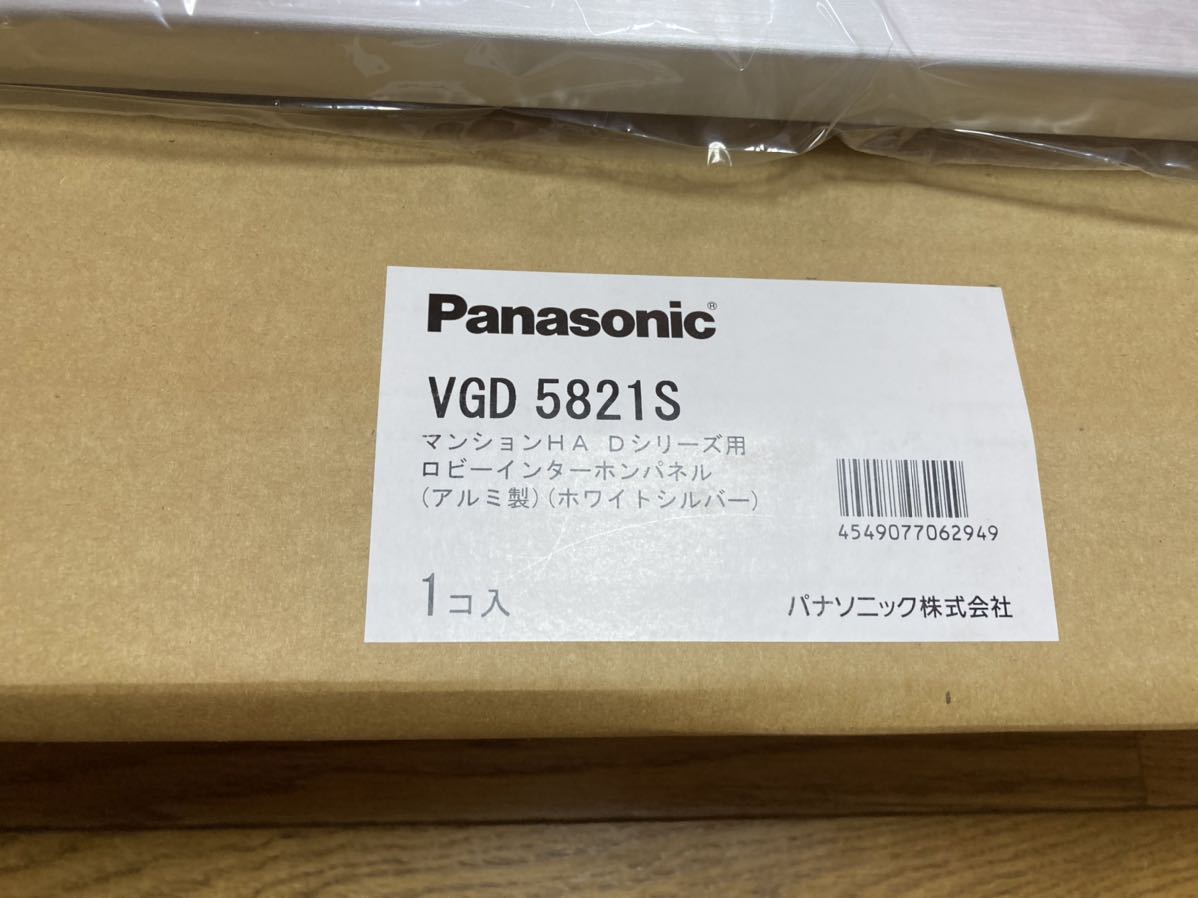 Panasonic®
VGD 5821S
マンションHA Dシリーズ用
ロビーインターホンパネル
(アルミ製)(ホワイトシルバー)
4549077062949
1コ入
パナソニック株式会社